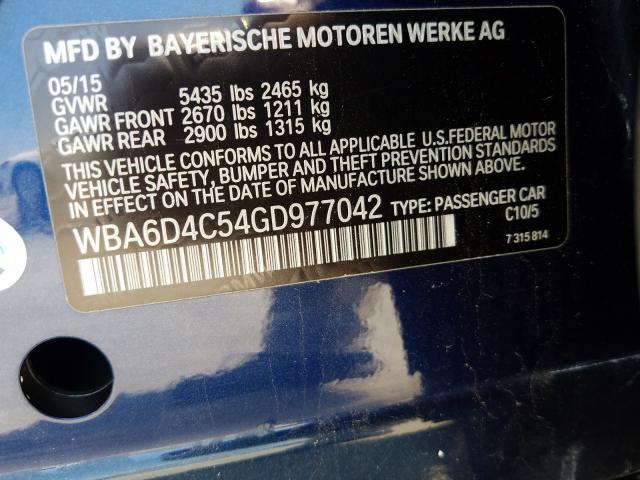 MFD BY BAYERISCHE MOTOREN WERKE AG
05/15
GVWR 5435 lbs 2465 kg
GAWR FRONT 2670 lbs 1211 kg
GAWR REAR 2900 lbs 1315 kg
THIS VEHICLE CONFORMS TO ALL APPLICABLE U.S.FEDERAL MOTOR
VEHICLE SAFETY, BUMPER AND THEFT PREVENTION STANDARDS
IN EFFECT ON THE DATE OF MANUFACTURE SHOWN ABOVE.
WBA6D4C54GD977042 TYPE: PASSENGER CAR
C10/5
7 315 814